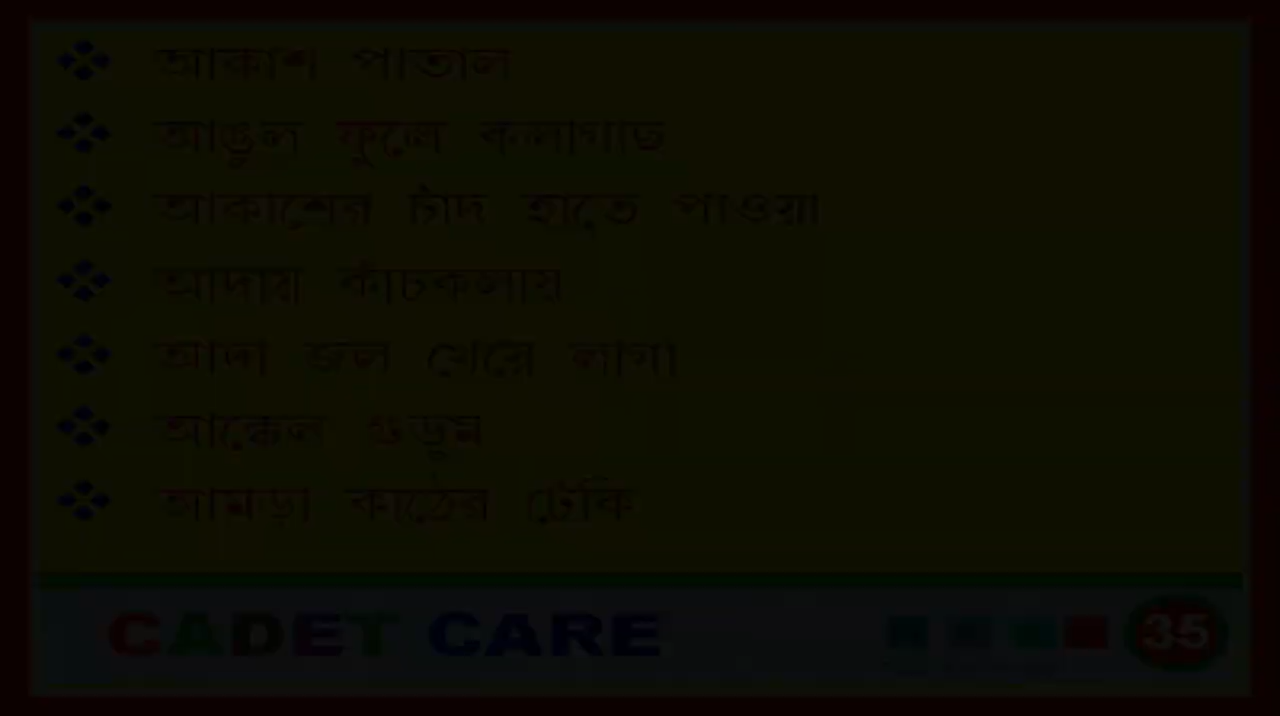 আকাশ পাতাল
আঙুল ফুলে কলাগাছ
আকাশের চাঁদ হাতে পাওয়া
আদায় কাঁচকলায়
আদা জল খেয়ে লাগা
আক্কেল গুড়ুম
আমড়া কাঠের ঢেঁকি
CADET CARE
35